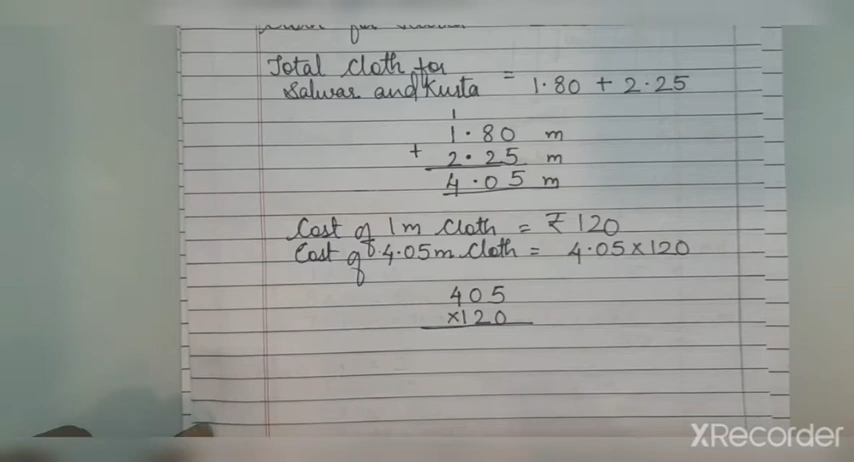 Total cloth for
Salwar and Kurta = 1.80 + 2.25
1
1.80 m
+ 2.25 m
4.05 m
Cost of 1m cloth = ₹120
Cost of 4.05m cloth = 4.05×120
405
×120
XRecorder